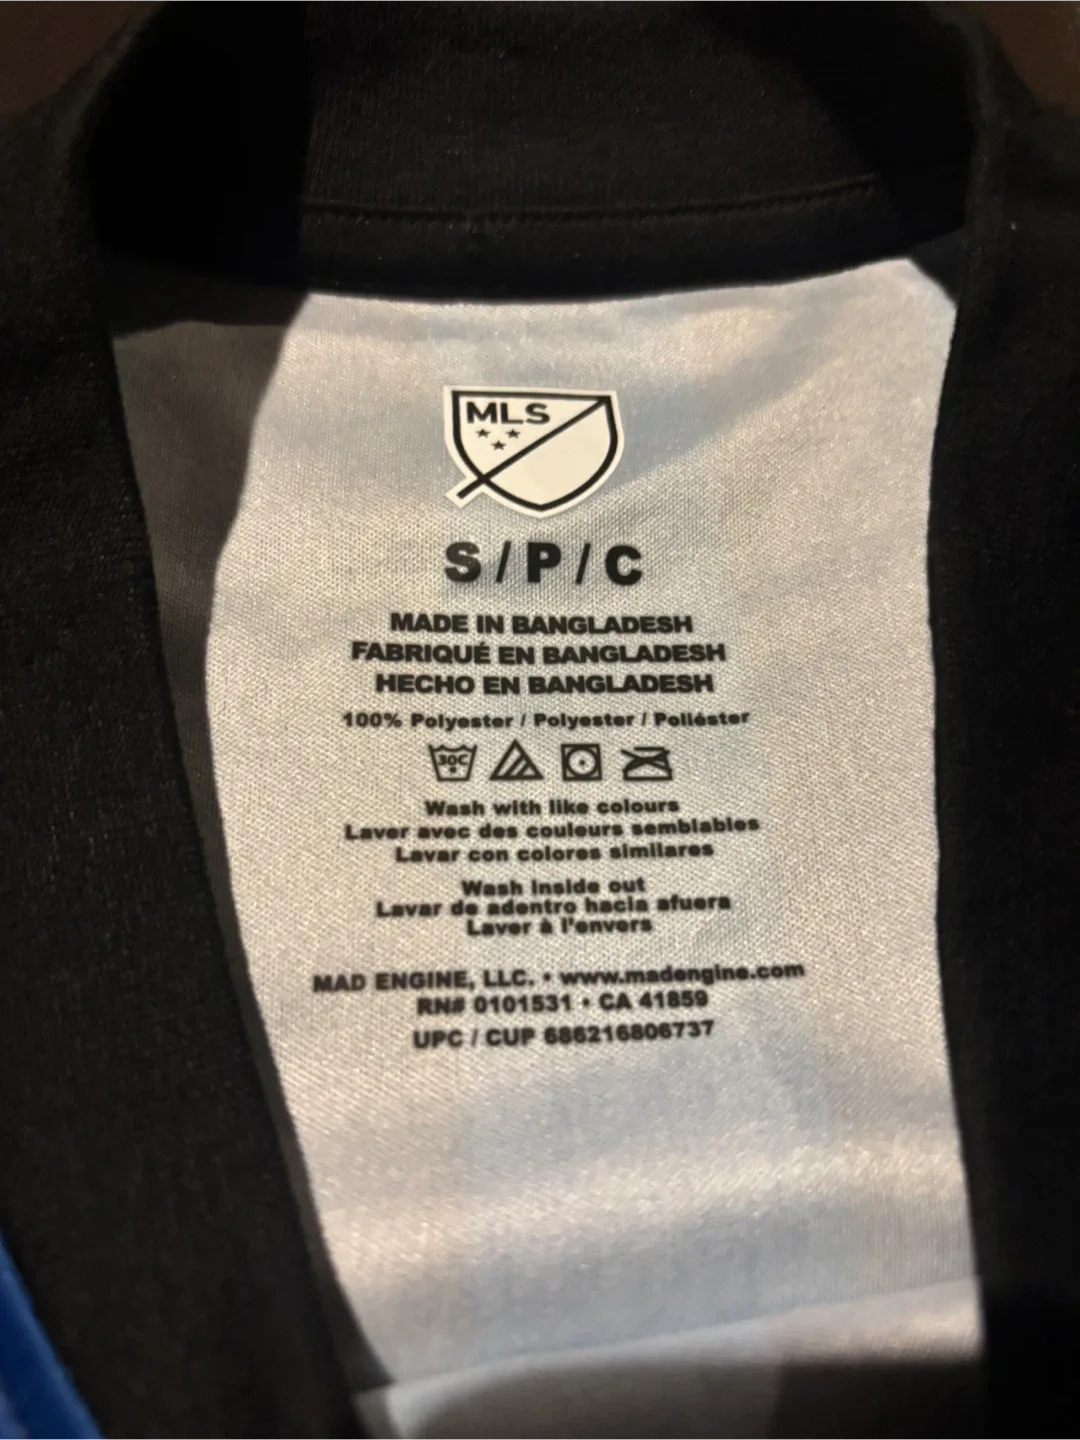 MLS
S / P / C
MADE IN BANGLADESH
FABRIQUÉ EN BANGLADESH
HECHO EN BANGLADESH
100% Polyester / Polyester / Poliéster
30C
Wash with like colours
Laver avec des couleurs semblables
Lavar con colores similares
Wash inside out
Lavar de adentro hacia afuera
Laver à l'envers
MAD ENGINE, LLC. • www.madengine.com
RN# 0101531 • CA 41859
UPC / CUP 686216806737